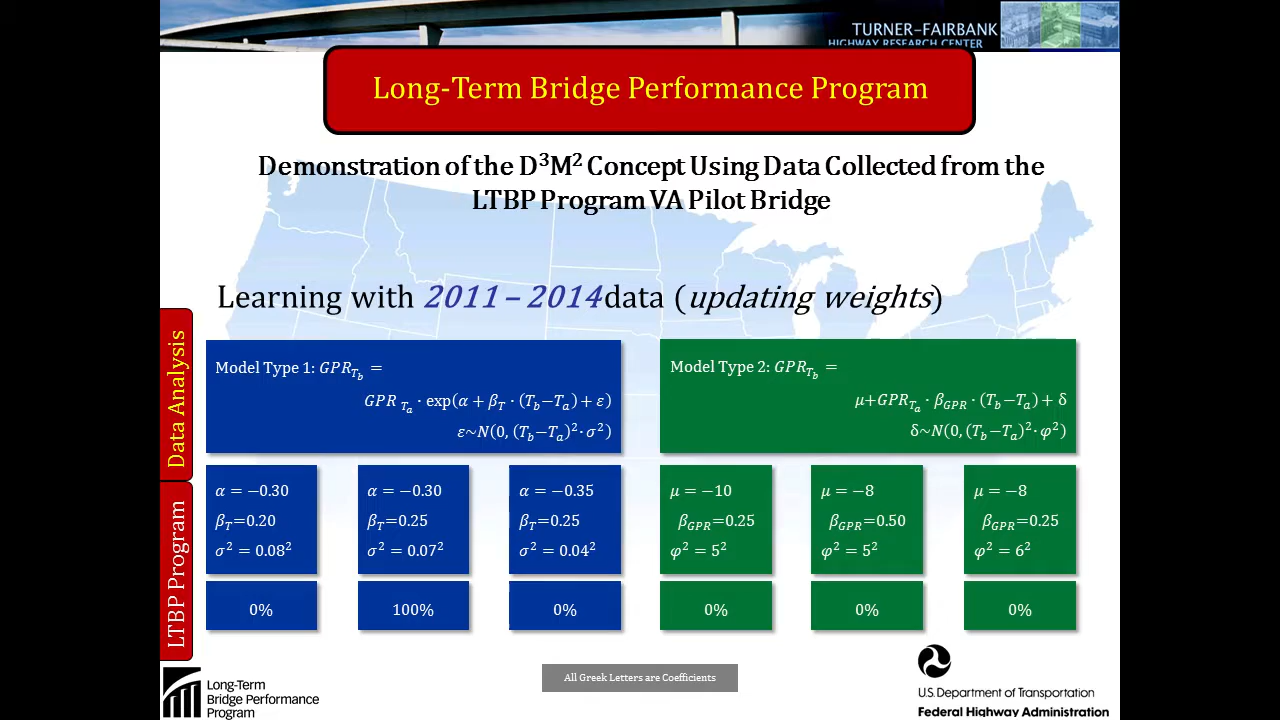 TURNER–FAIRBANK
HIGHWAY RESEARCH CENTER
Long-Term Bridge Performance Program
Demonstration of the D³M² Concept Using Data Collected from the
LTBP Program VA Pilot Bridge
Learning with 2011 – 2014 data (updating weights)
Data Analysis
LTBP Program
Model Type 1: GPR_{T_b} =
GPR_{T_a} · exp(α + β_T · (T_b−T_a) + ε)
ε~N(0, (T_b−T_a)²· σ²)
Model Type 2: GPR_{T_b} =
μ+GPR_{T_a} · β_{GPR} · (T_b−T_a) + δ
δ~N(0, (T_b−T_a)²· φ²)
α = −0.30
β_T=0.20
σ² = 0.08²
0%
α = −0.30
β_T=0.25
σ² = 0.07²
100%
α = −0.35
β_T=0.25
σ² = 0.04²
0%
μ = −10
β_{GPR}=0.25
φ² = 5²
0%
μ = −8
β_{GPR}=0.50
φ² = 5²
0%
μ = −8
β_{GPR}=0.25
φ² = 6²
0%
All Greek Letters are Coefficients
Long-Term
Bridge Performance
Program
U.S. Department of Transportation
Federal Highway Administration